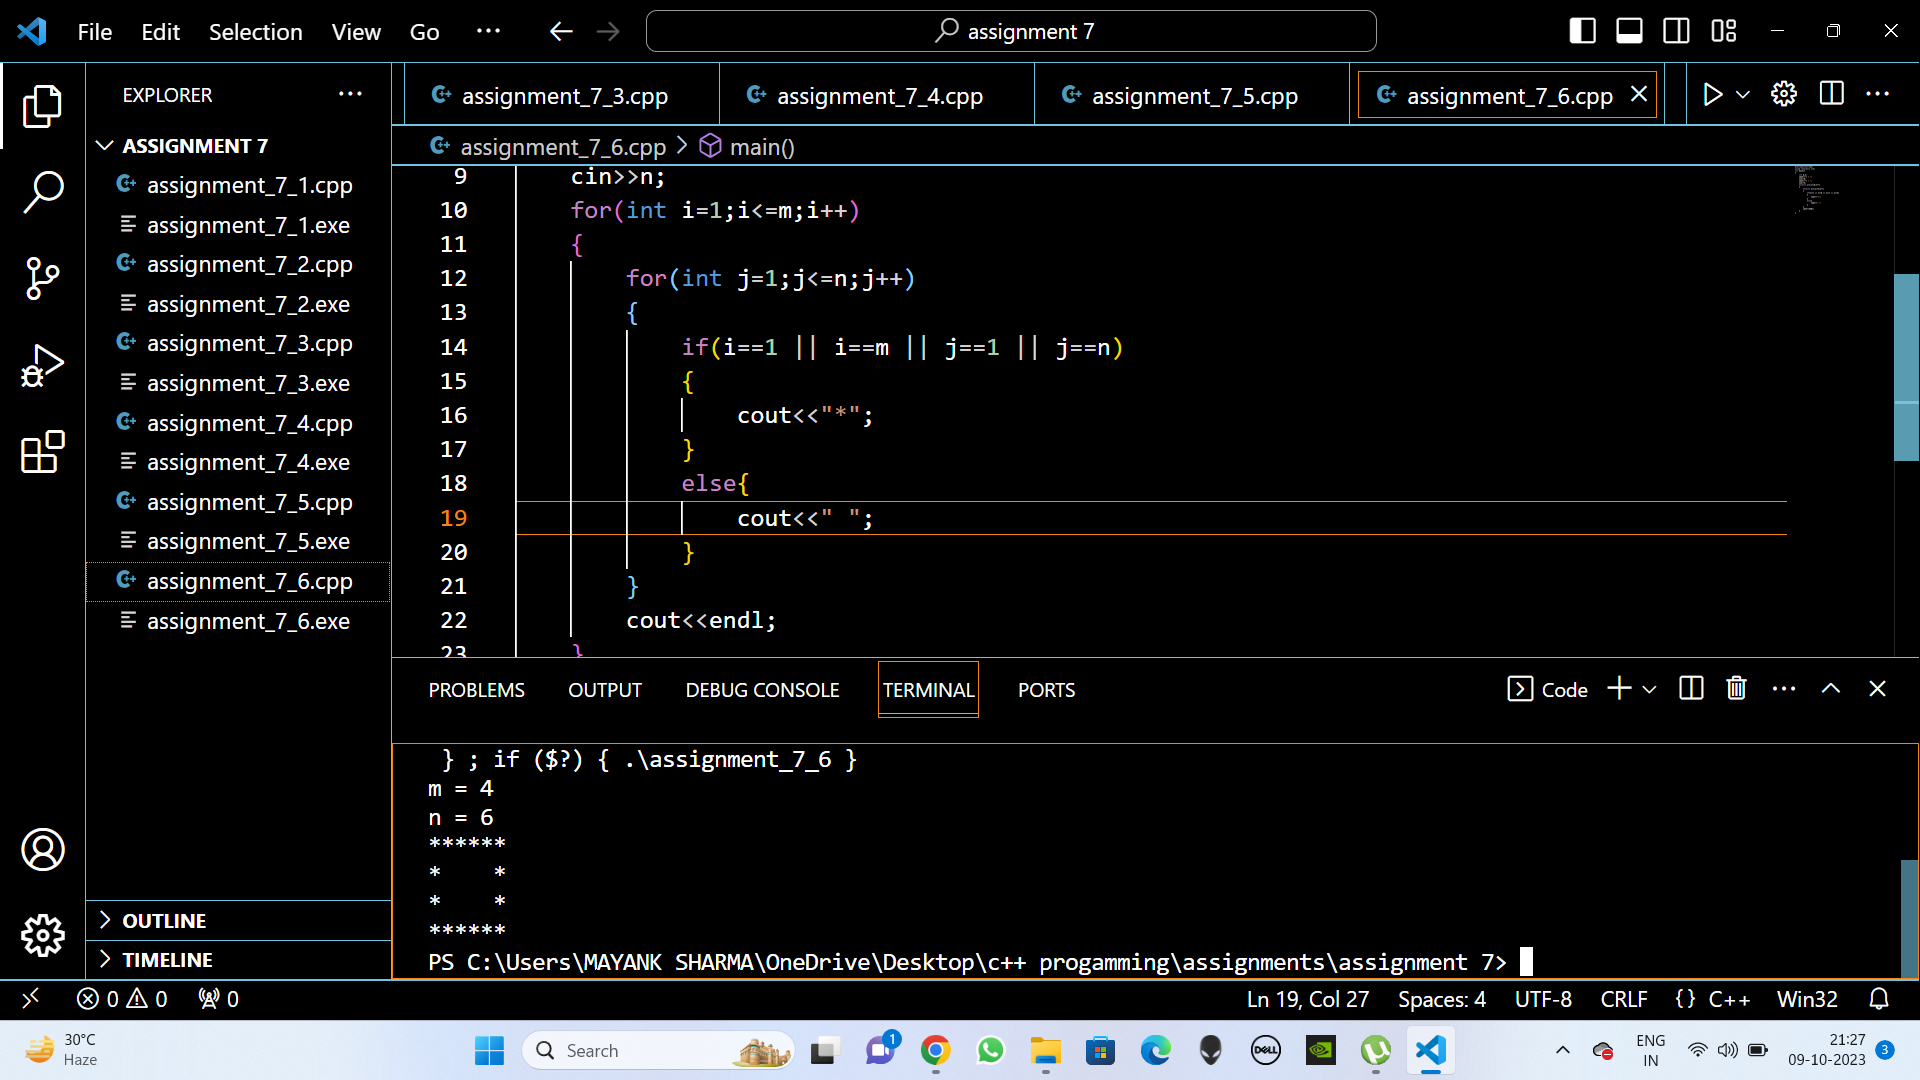 File Edit Selection View Go ··· assignment 7
EXPLORER ···
ASSIGNMENT 7
assignment_7_1.cpp
assignment_7_1.exe
assignment_7_2.cpp
assignment_7_2.exe
assignment_7_3.cpp
assignment_7_3.exe
assignment_7_4.cpp
assignment_7_4.exe
assignment_7_5.cpp
assignment_7_5.exe
assignment_7_6.cpp
assignment_7_6.exe
OUTLINE
TIMELINE
assignment_7_3.cpp assignment_7_4.cpp assignment_7_5.cpp assignment_7_6.cpp
assignment_7_6.cpp > main()
9 cin>>n;
10 for(int i=1;i<=m;i++)
11 {
12 for(int j=1;j<=n;j++)
13 {
14 if(i==1 || i==m || j==1 || j==n)
15 {
16 cout<<"*";
17 }
18 else{
19 cout<<" ";
20 }
21 }
22 cout<<endl;
23 }
PROBLEMS OUTPUT DEBUG CONSOLE TERMINAL PORTS Code
} ; if ($?) { .\assignment_7_6 }
m = 4
n = 6
******
*    *
*    *
******
PS C:\Users\MAYANK SHARMA\OneDrive\Desktop\c++ progamming\assignments\assignment 7>
0 0 0 Ln 19, Col 27 Spaces: 4 UTF-8 CRLF {} C++ Win32
30°C
Haze
Search
1
DELL
ENG
IN
21:27
09-10-2023
3